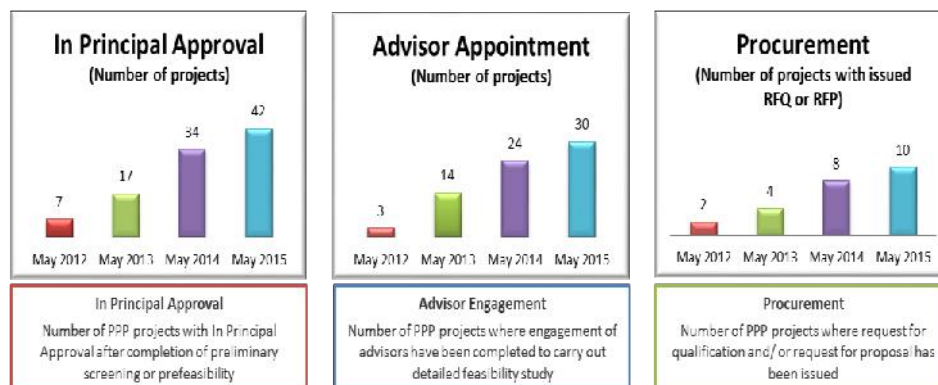 In Principal Approval
(Number of projects)
7
17
34
42
May 2012 May 2013 May 2014 May 2015
Advisor Appointment
(Number of projects)
3
14
24
30
May 2012 May 2013 May 2014 May 2015
Procurement
(Number of projects with issued
RFQ or RFP)
2
4
8
10
May 2012 May 2013 May 2014 May 2015
In Principal Approval
Number of PPP projects with In Principal
Approval after completion of preliminary
screening or prefeasibility
Advisor Engagement
Number of PPP projects where engagement of
advisors have been completed to carry out
detailed feasibility study
Procurement
Number of PPP projects where request for
qualification and/ or request for proposal has
been issued